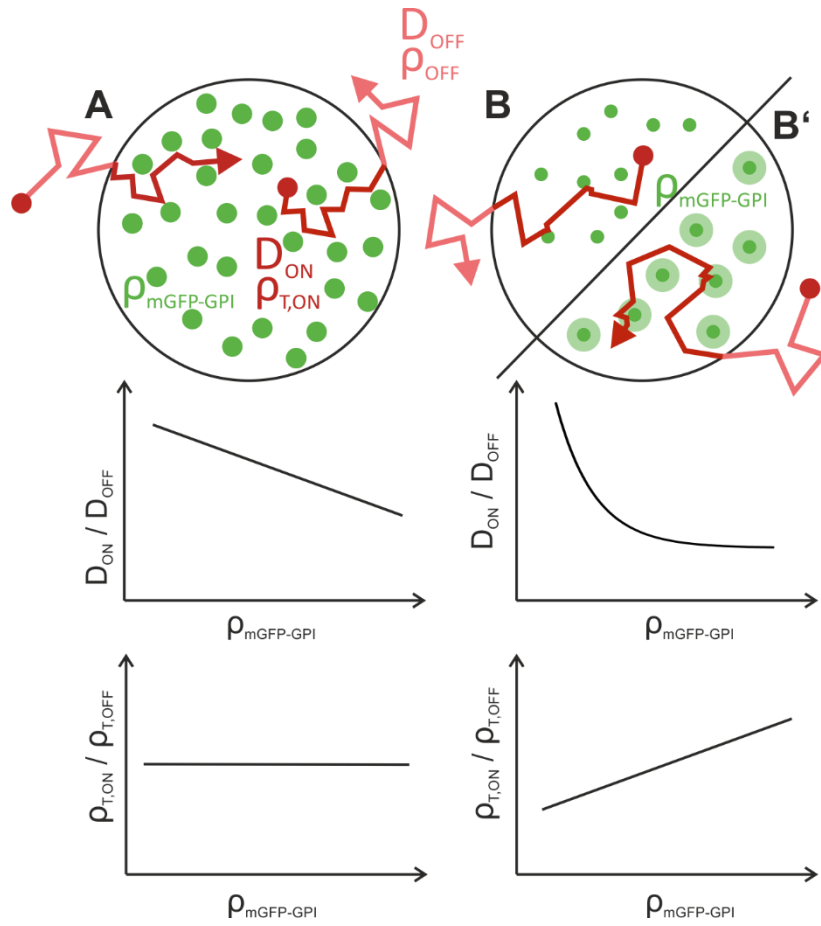 D OFF
ρ OFF
A
B
B'
ρ mGFP-GPI
D ON
ρ T,ON
ρ mGFP-GPI
D ON / D OFF
ρ mGFP-GPI
D ON / D OFF
ρ mGFP-GPI
ρ T,ON / ρ T,OFF
ρ mGFP-GPI
ρ T,ON / ρ T,OFF
ρ mGFP-GPI